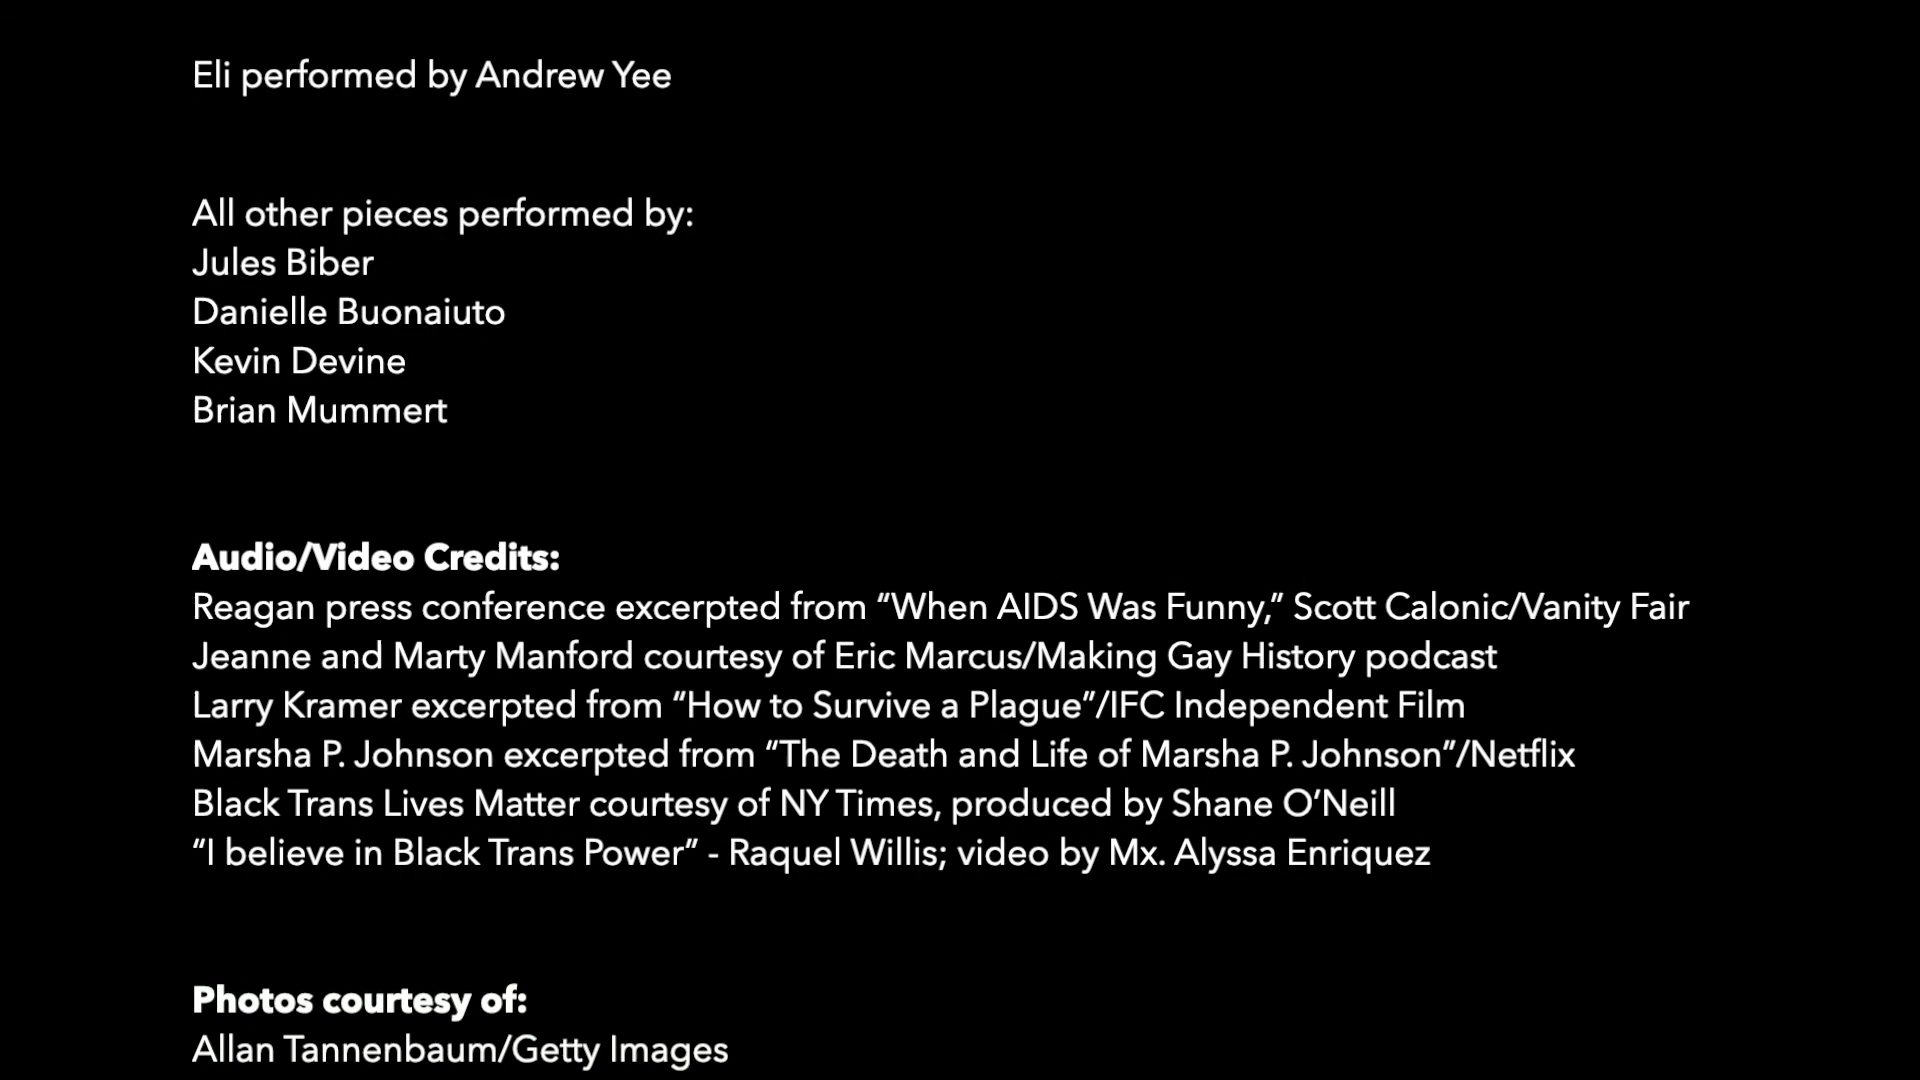 Eli performed by Andrew Yee
All other pieces performed by:
Jules Biber
Danielle Buonaiuto
Kevin Devine
Brian Mummert
Audio/Video Credits:
Reagan press conference excerpted from “When AIDS Was Funny,” Scott Calonic/Vanity Fair
Jeanne and Marty Manford courtesy of Eric Marcus/Making Gay History podcast
Larry Kramer excerpted from “How to Survive a Plague”/IFC Independent Film
Marsha P. Johnson excerpted from “The Death and Life of Marsha P. Johnson”/Netflix
Black Trans Lives Matter courtesy of NY Times, produced by Shane O’Neill
“I believe in Black Trans Power” - Raquel Willis; video by Mx. Alyssa Enriquez
Photos courtesy of:
Allan Tannenbaum/Getty Images